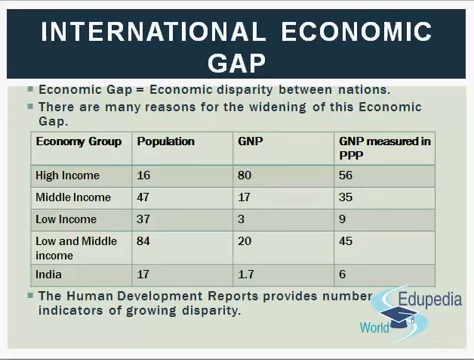 INTERNATIONAL ECONOMIC
GAP
Economic Gap = Economic disparity between nations.
There are many reasons for the widening of this Economic
Gap.
Economy Group Population GNP GNP measured in
PPP
High Income 16 80 56
Middle Income 47 17 35
Low Income 37 3 9
Low and Middle 84 20 45
income
India 17 1.7 6
The Human Development Reports provides number
indicators of growing disparity.
Edupedia
World